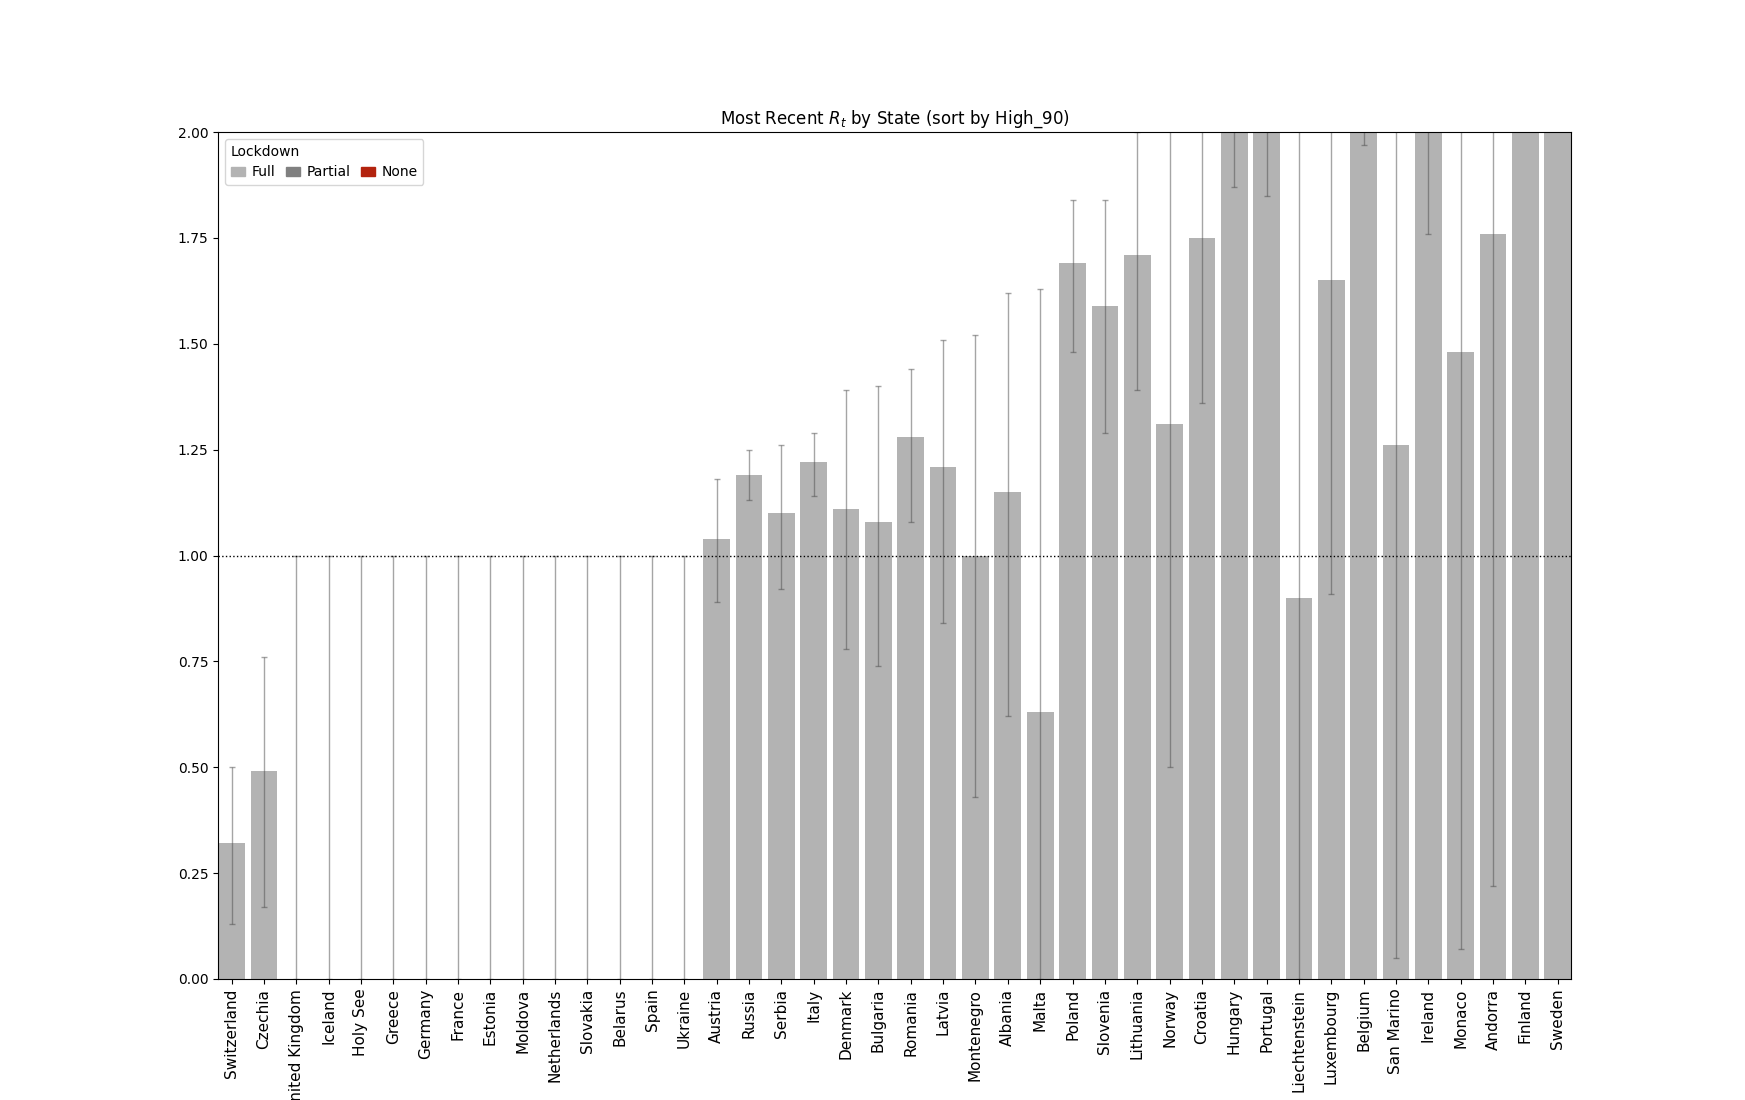 Most Recent R_t by State (sort by High_90)
Lockdown
Full Partial None
2.00
1.75
1.50
1.25
1.00
0.75
0.50
0.25
0.00
Switzerland
Czechia
nited Kingdom
Iceland
Holy See
Greece
Germany
France
Estonia
Moldova
Netherlands
Slovakia
Belarus
Spain
Ukraine
Austria
Russia
Serbia
Italy
Denmark
Bulgaria
Romania
Latvia
Montenegro
Albania
Malta
Poland
Slovenia
Lithuania
Norway
Croatia
Hungary
Portugal
Liechtenstein
Luxembourg
Belgium
San Marino
Ireland
Monaco
Andorra
Finland
Sweden